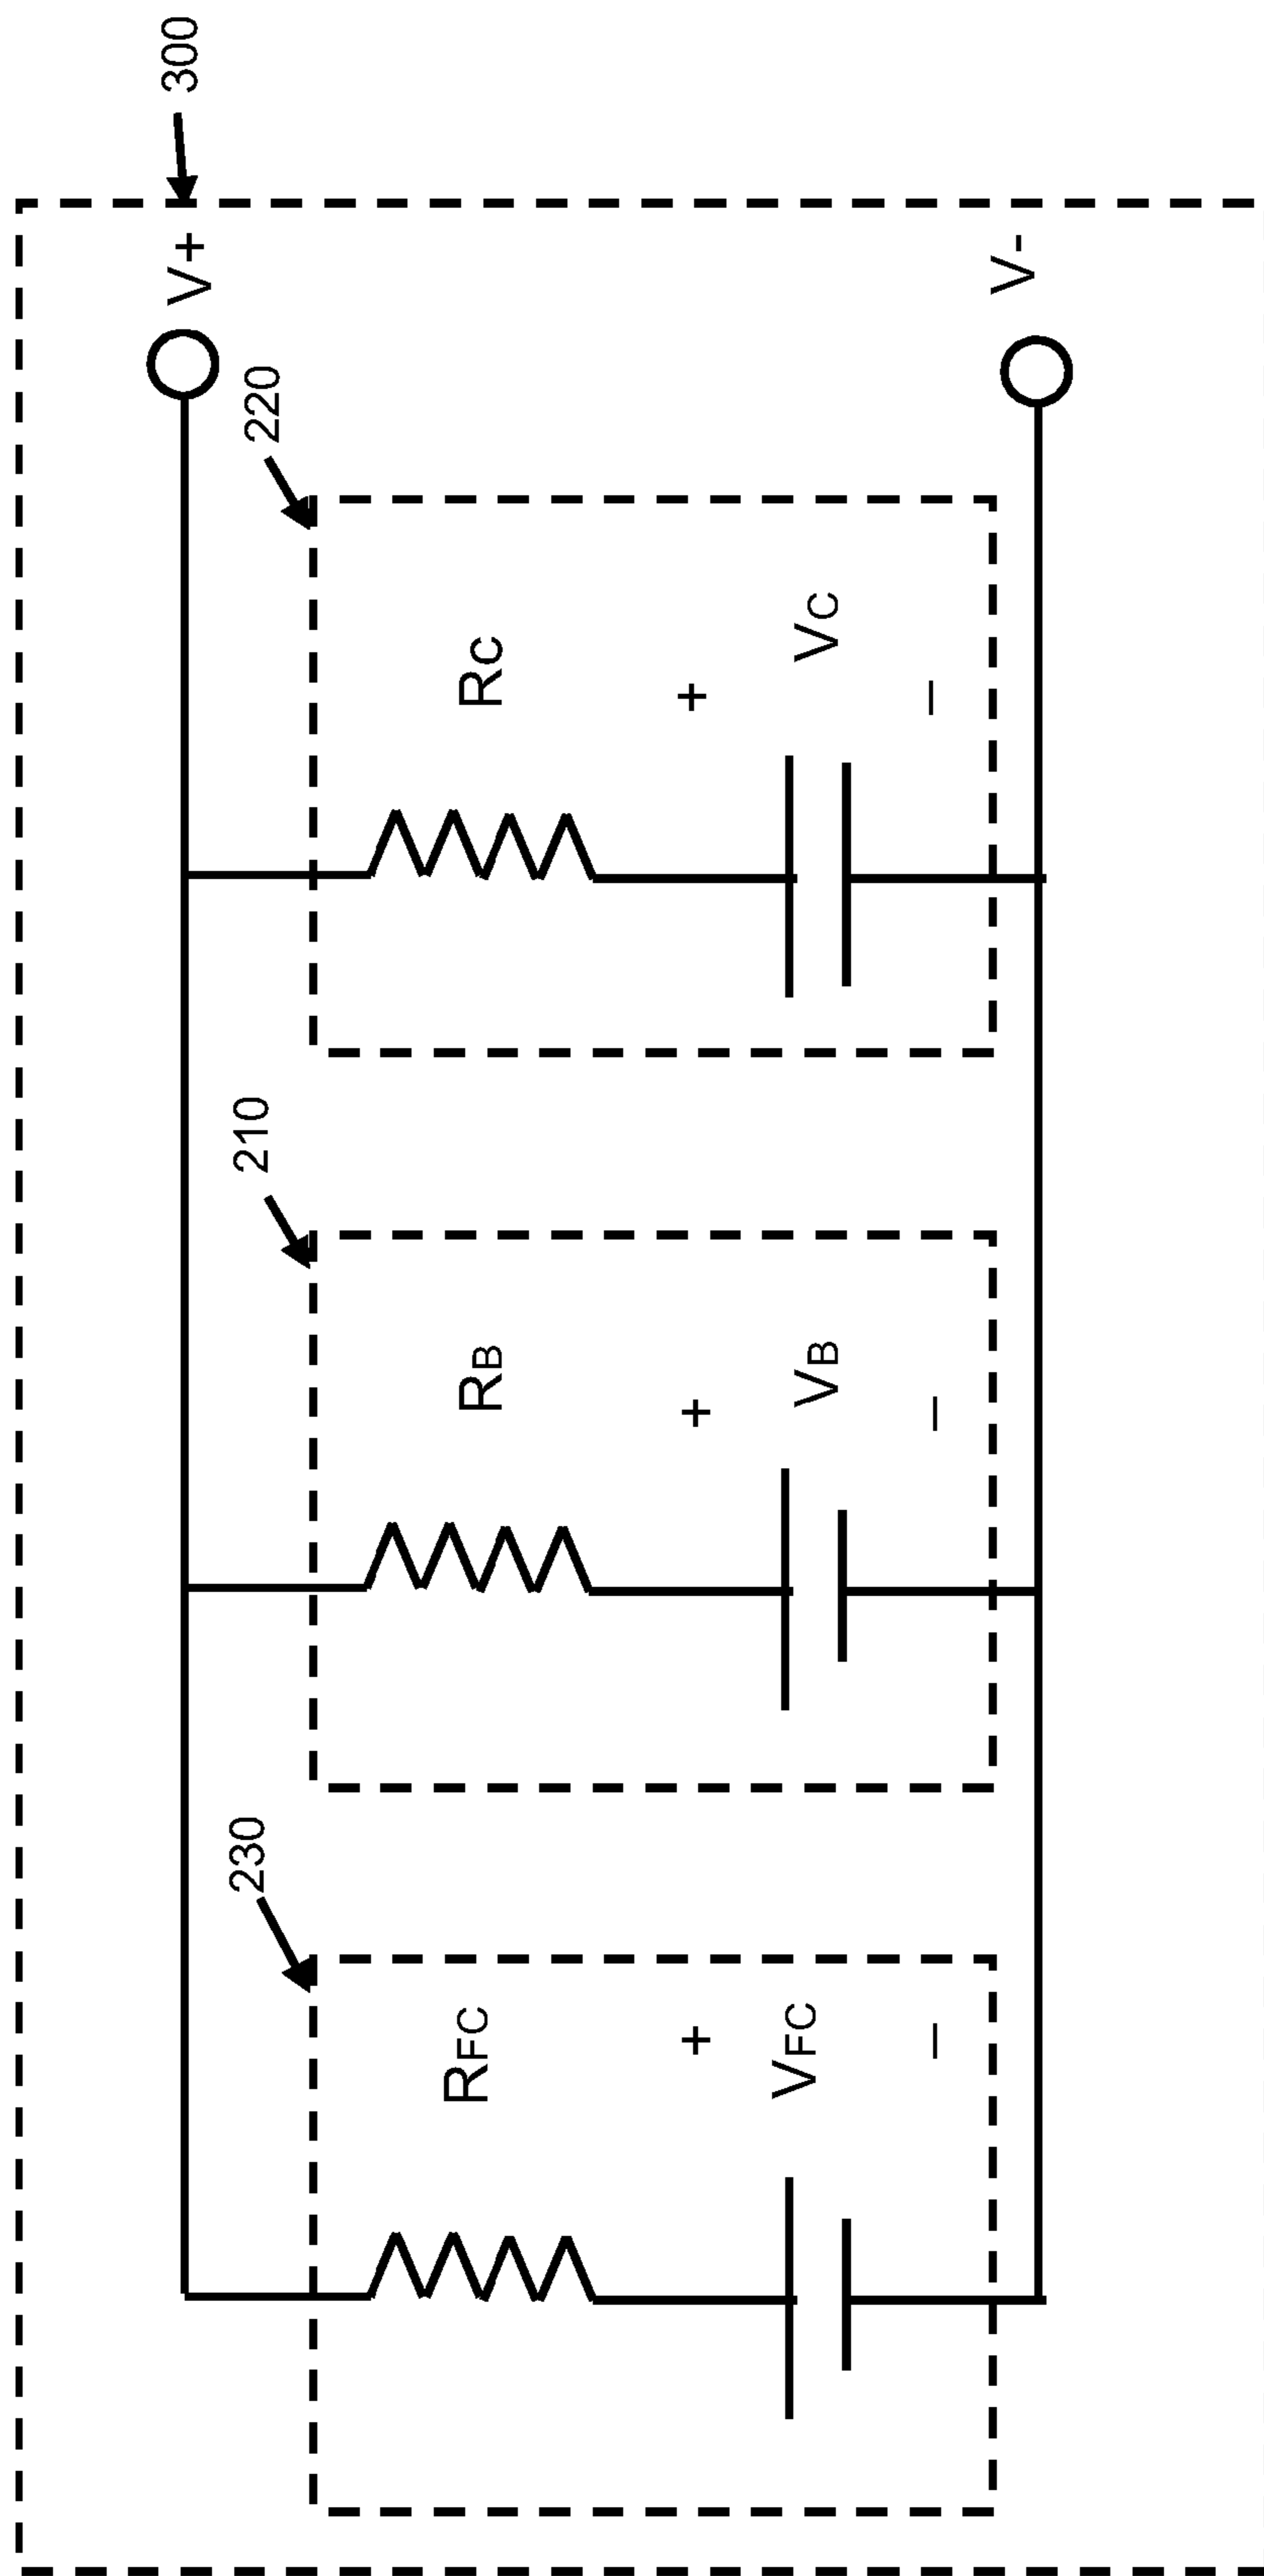 300
V+
230
210
220
RFC
RB
RC
+
+
+
VFC
VB
VC
–
–
–
V-